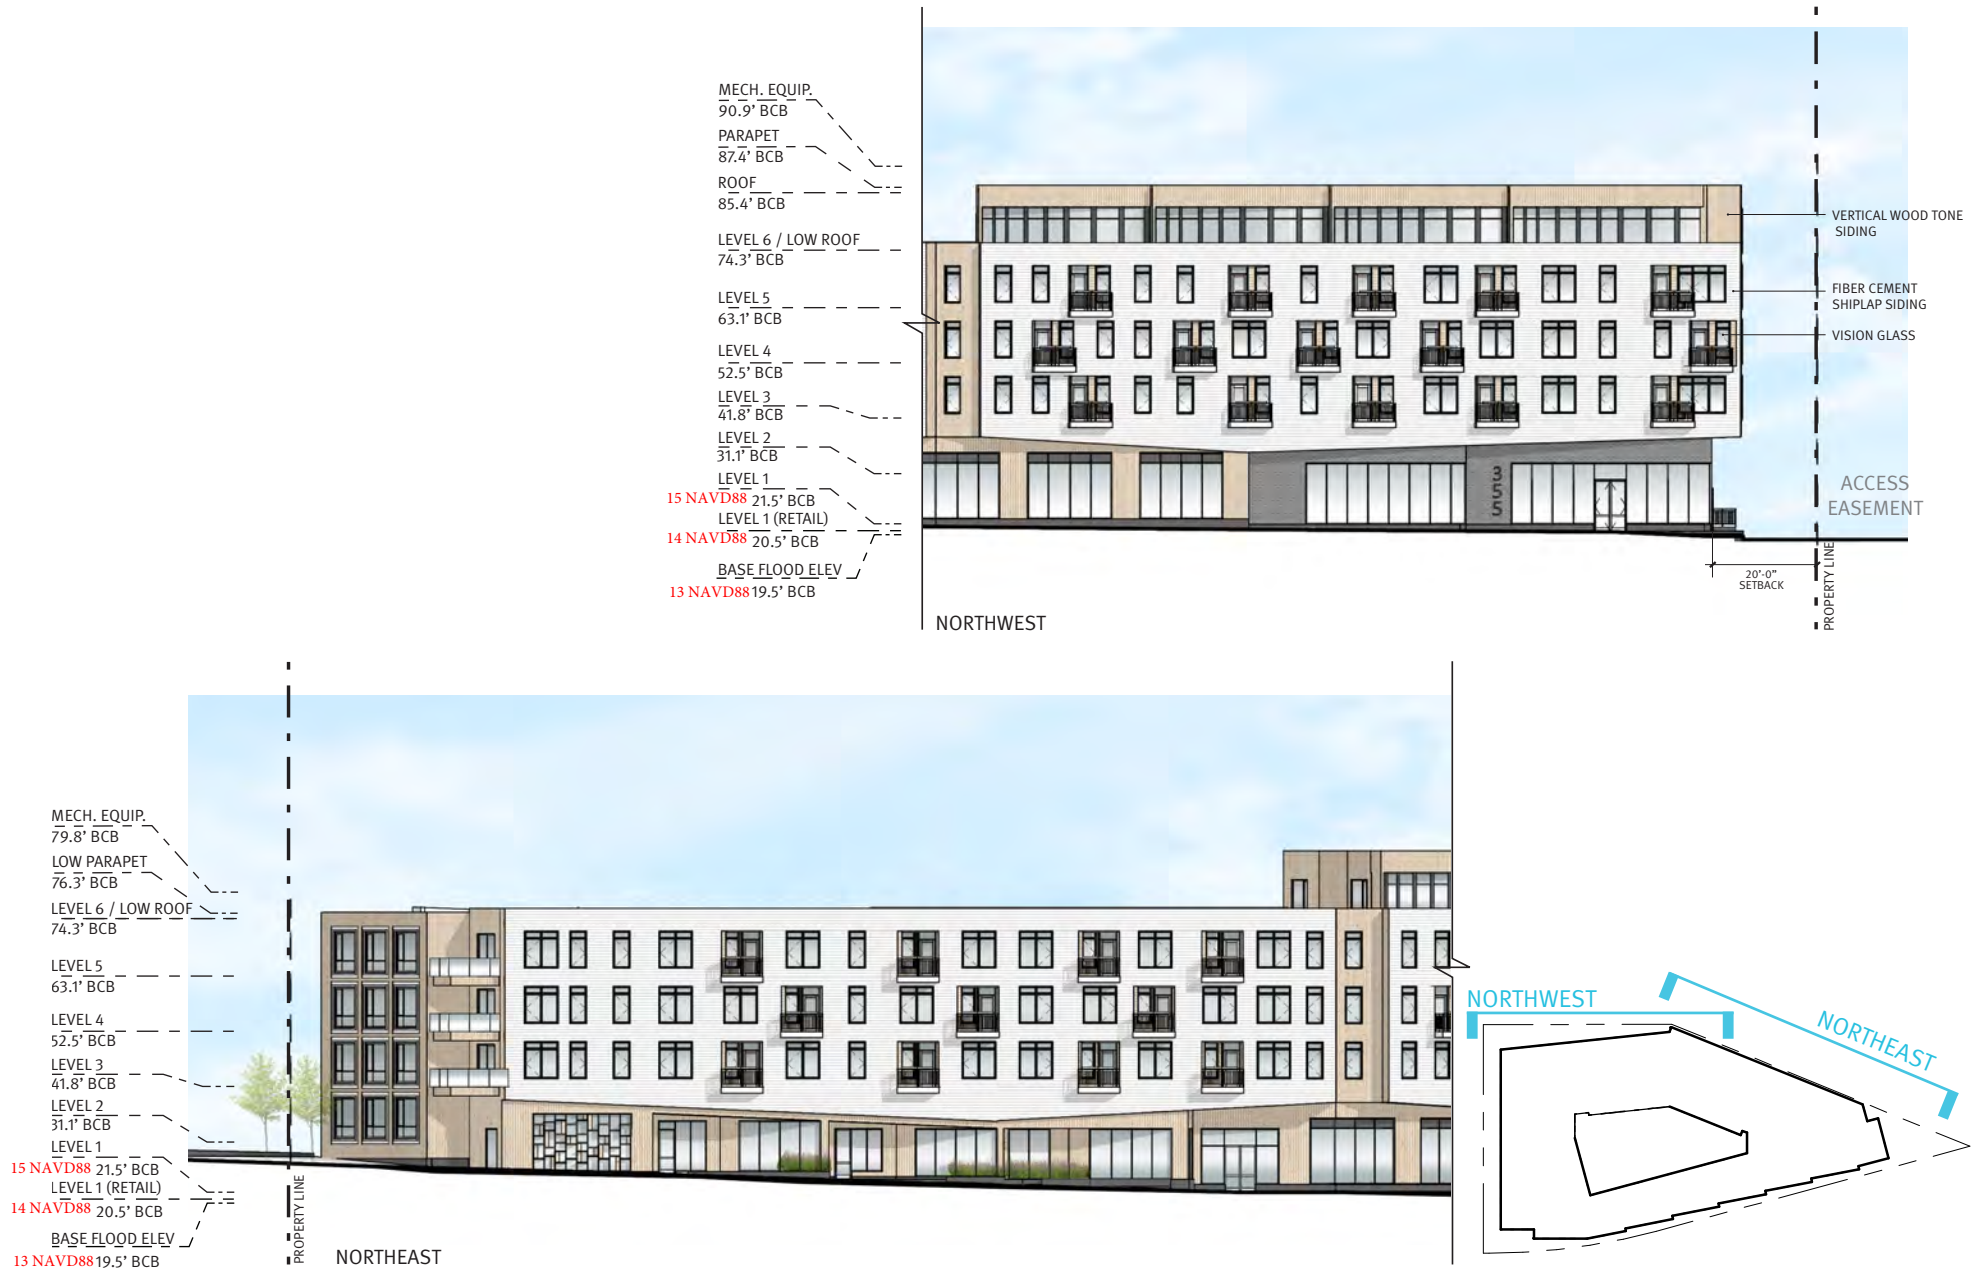 MECH. EQUIP.
90.9’ BCB
PARAPET
87.4’ BCB
ROOF
85.4’ BCB
LEVEL 6 / LOW ROOF
74.3’ BCB
LEVEL 5
63.1’ BCB
LEVEL 4
52.5’ BCB
LEVEL 3
41.8’ BCB
LEVEL 2
31.1’ BCB
LEVEL 1
15 NAVD88 21.5’ BCB
LEVEL 1 (RETAIL)
14 NAVD88 20.5’ BCB
BASE FLOOD ELEV
13 NAVD88 19.5’ BCB
NORTHWEST
355
VERTICAL WOOD TONE
SIDING
FIBER CEMENT
SHIPLAP SIDING
VISION GLASS
ACCESS
EASEMENT
20’-0”
SETBACK
PROPERTY LINE
MECH. EQUIP.
79.8’ BCB
LOW PARAPET
76.3’ BCB
LEVEL 6 / LOW ROOF
74.3’ BCB
LEVEL 5
63.1’ BCB
LEVEL 4
52.5’ BCB
LEVEL 3
41.8’ BCB
LEVEL 2
31.1’ BCB
LEVEL 1
15 NAVD88 21.5’ BCB
LEVEL 1 (RETAIL)
14 NAVD88 20.5’ BCB
BASE FLOOD ELEV
13 NAVD88 19.5’ BCB
PROPERTY LINE
NORTHEAST
NORTHWEST
NORTHEAST